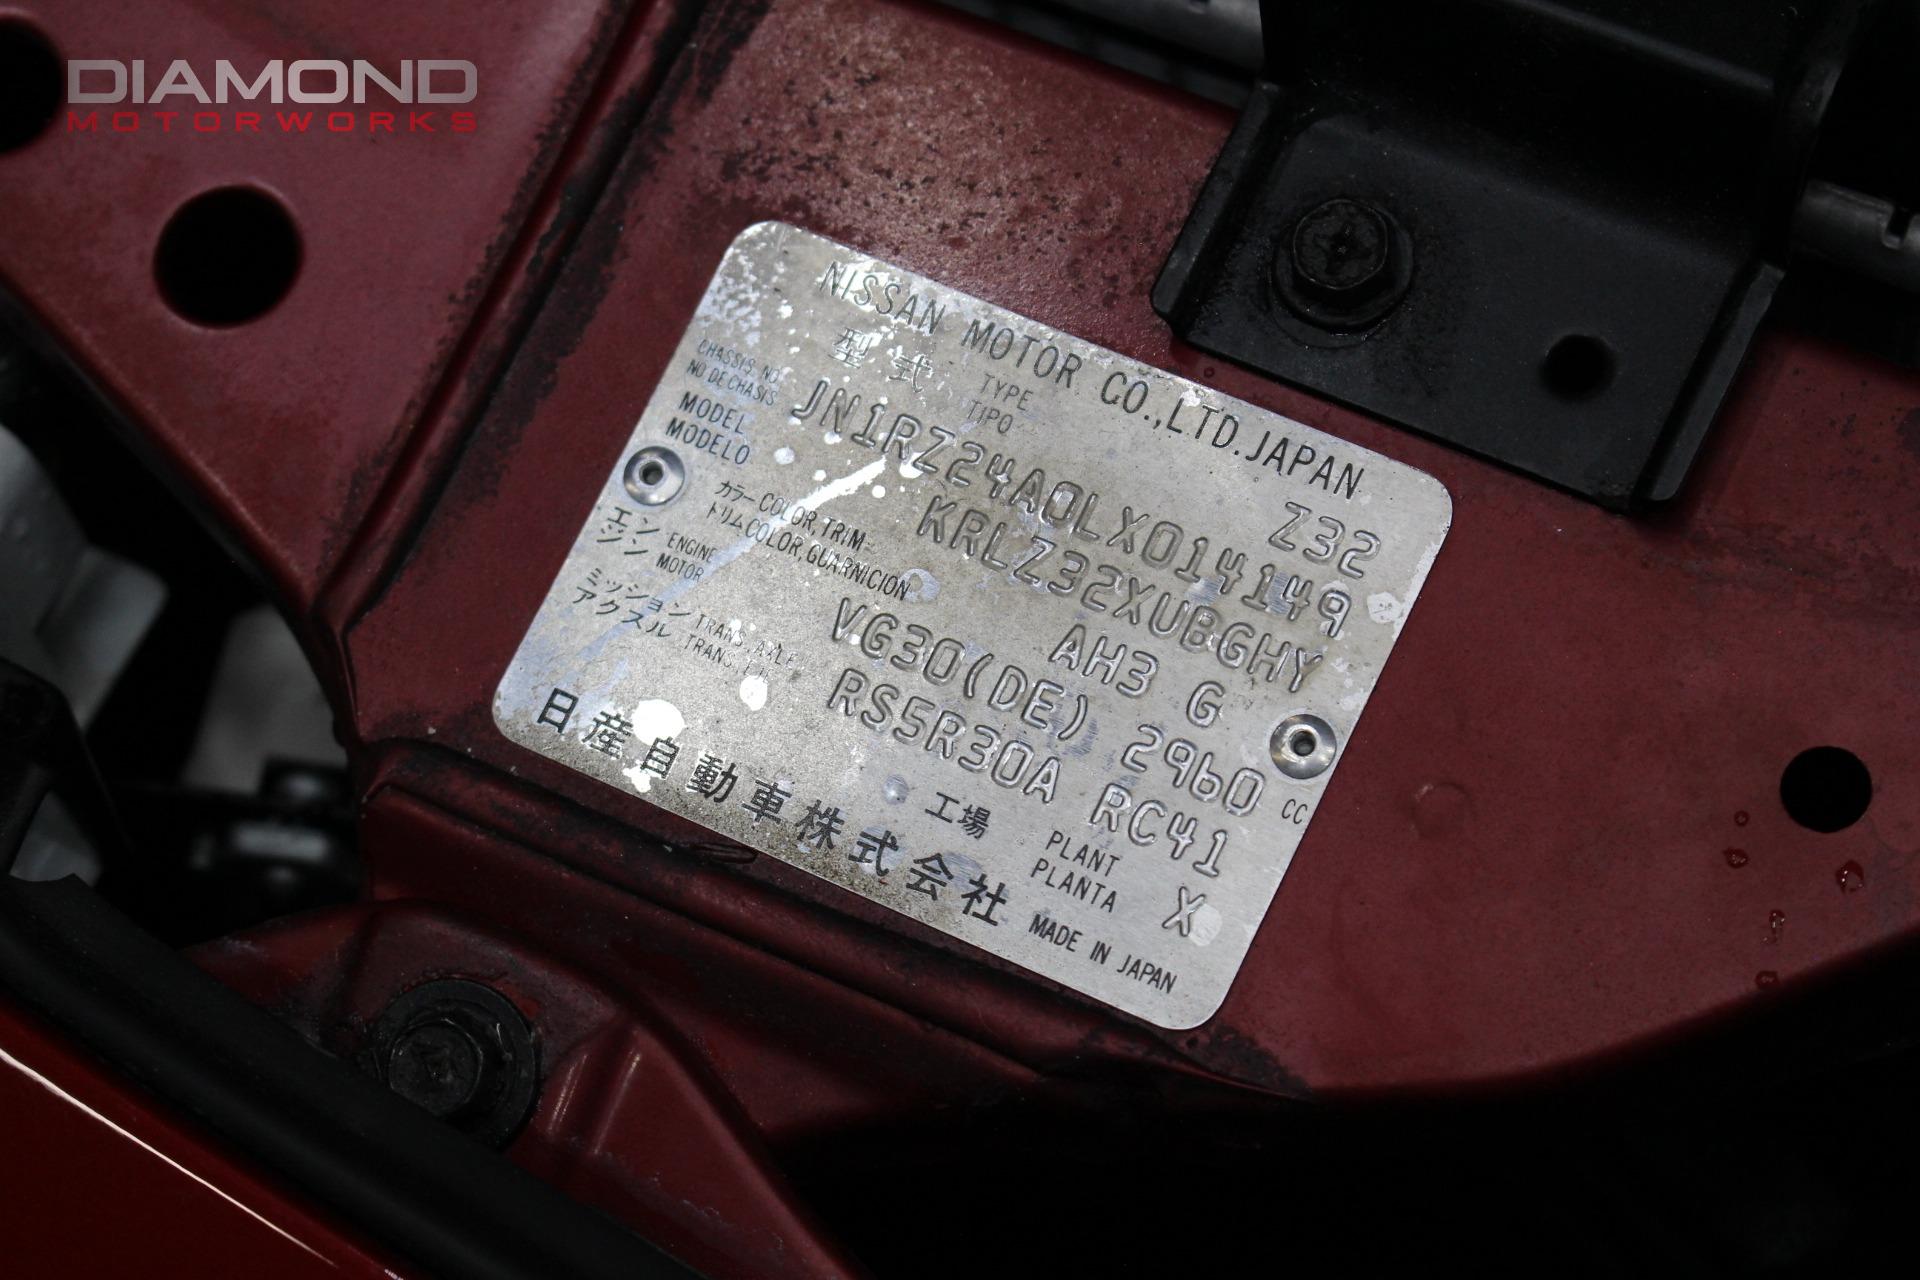 DIAMOND
MOTORWORKS
NISSAN MOTOR CO.,LTD.JAPAN
型式 TYPE TIPO Z32
CHASSIS. NO. NO DE CHASIS JN1RZ24A0LX014149
MODEL MODELO KRLZ32XUBGHY
カラー COLOR,TRIM
トリム COLOR,GUARNICION AH3 G
エンジン ENGINE MOTOR VG30(DE) 2960 CC
ミッション TRANS, AXLE
アクスル TRANS, RS5R30A RC41
工場 PLANT PLANTA X
日産自動車株式会社 MADE IN JAPAN